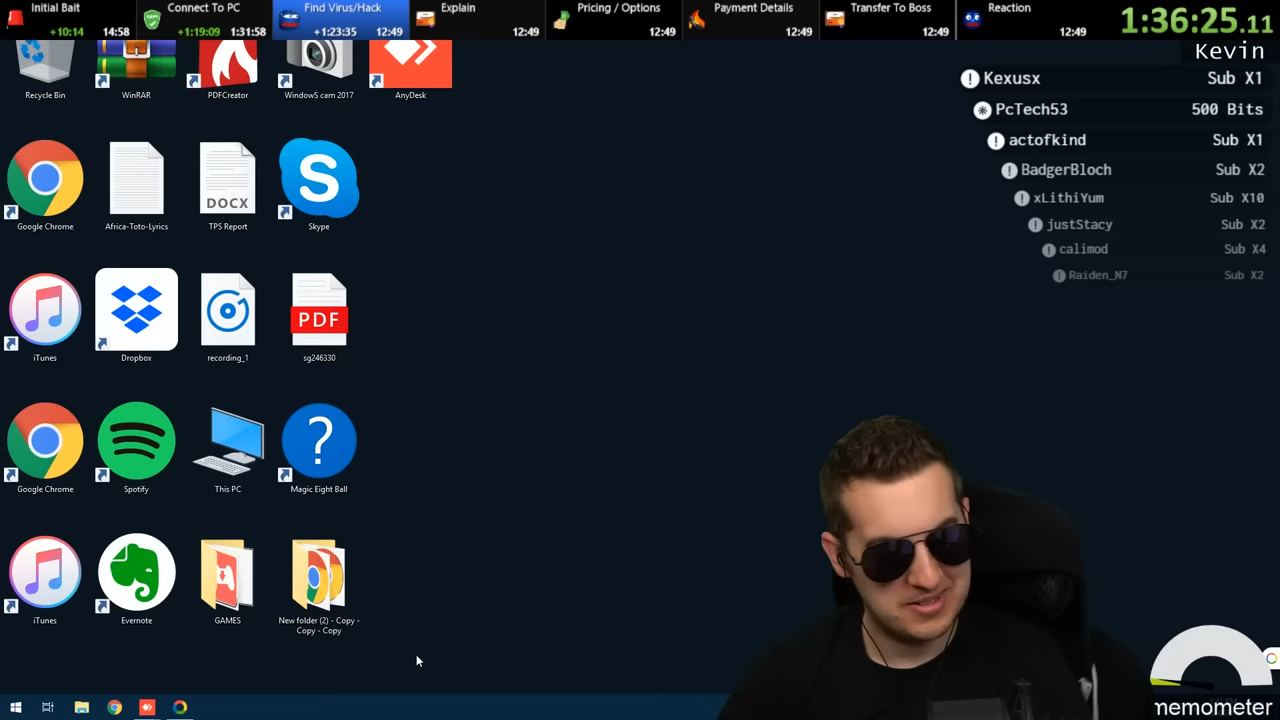 Initial Bait
+10:14 14:58
Connect To PC
+1:19:09 1:31:58
Find Virus/Hack
+1:23:35 12:49
Explain
12:49
Pricing / Options
12:49
Payment Details
12:49
Transfer To Boss
12:49
Reaction
12:49
1:36:25.11
Kevin
Kexusx Sub X1
PcTech53 500 Bits
actofkind Sub X1
BadgerBloch Sub X2
xLithiYum Sub X10
justStacy Sub X2
calimod Sub X4
Raiden_N7 Sub X2
Recycle Bin
WinRAR
PDFCreator
WindowS cam 2017
AnyDesk
DOCX
S
Google Chrome
Africa-Toto-Lyrics
TPS Report
Skype
PDF
iTunes
Dropbox
recording_1
sg246330
?
Google Chrome
Spotify
This PC
Magic Eight Ball
iTunes
Evernote
GAMES
New folder (2) - Copy -
Copy - Copy
memometer